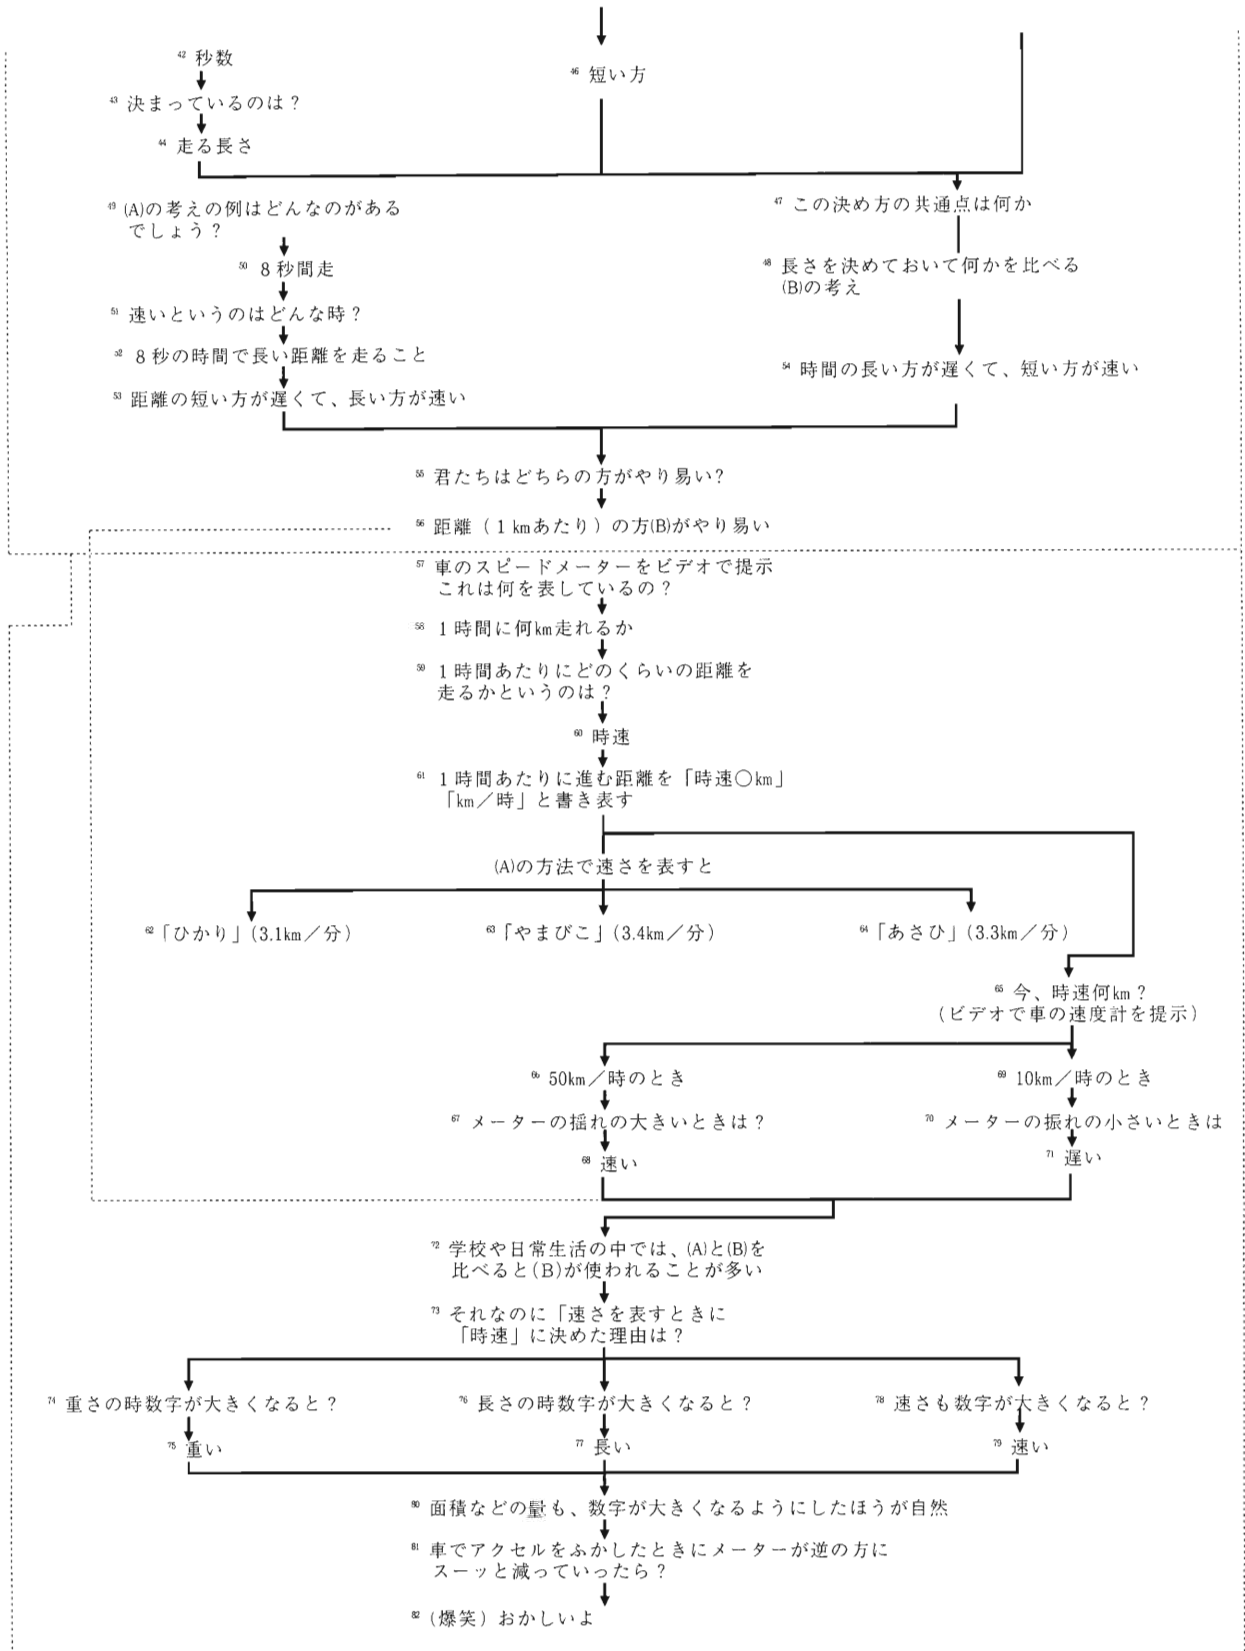 42 秒数
43 決まっているのは？
44 走る長さ
46 短い方
47 この決め方の共通点は何か
48 長さを決めておいて何かを比べる
(B)の考え
49 (A)の考えの例はどんなのがある
でしょう？
50 8秒間走
51 速いというのはどんな時？
52 8秒の時間で長い距離を走ること
53 距離の短い方が遅くて、長い方が速い
54 時間の長い方が遅くて、短い方が速い
55 君たちはどちらの方がやり易い？
56 距離（1kmあたり）の方(B)がやり易い
57 車のスピードメーターをビデオで提示
これは何を表しているの？
58 1時間に何km走れるか
59 1時間あたりにどのくらいの距離を
走るかというのは？
60 時速
61 1時間あたりに進む距離を「時速○km」
「km／時」と書き表す
(A)の方法で速さを表すと
62 「ひかり」(3.1km／分)
63 「やまびこ」(3.4km／分)
64 「あさひ」(3.3km／分)
65 今、時速何km？
（ビデオで車の速度計を提示）
66 50km／時のとき
67 メーターの揺れの大きいときは？
68 速い
69 10km／時のとき
70 メーターの振れの小さいときは
71 遅い
72 学校や日常生活の中では、(A)と(B)を
比べると(B)が使われることが多い
73 それなのに「速さを表すときに
「時速」に決めた理由は？
74 重さの時数字が大きくなると？
75 重い
76 長さの時数字が大きくなると？
77 長い
78 速さも数字が大きくなると？
79 速い
80 面積などの量も、数字が大きくなるようにしたほうが自然
81 車でアクセルをふかしたときにメーターが逆の方に
スーッと減っていったら？
82 （爆笑）おかしいよ